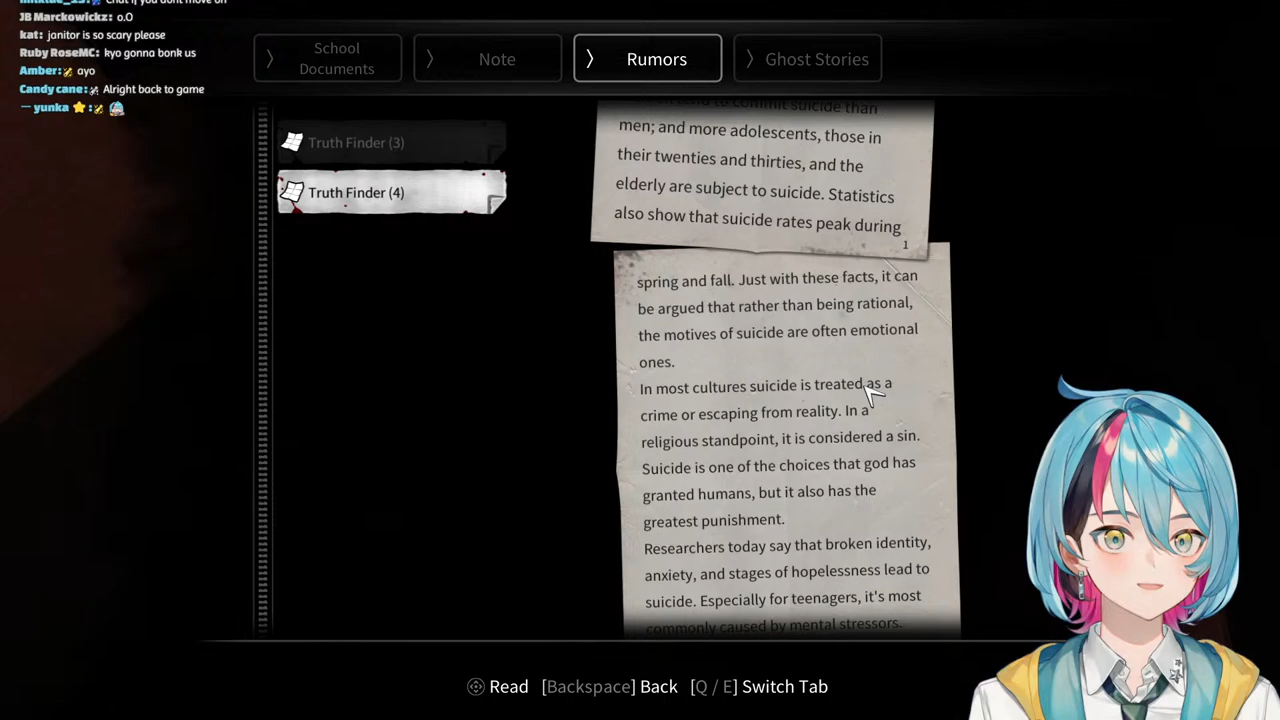 JB Marckowickz: o.O
kat: janitor is so scary please
Ruby RoseMC: kyo gonna bonk us
Amber: ayo
Candy cane: Alright back to game
— yunka :
School
Documents
Note
Rumors
Ghost Stories
Truth Finder (3)
Truth Finder (4)
to commit suicide than
men; and more adolescents, those in
their twenties and thirties, and the
elderly are subject to suicide. Statistics
also show that suicide rates peak during
1
spring and fall. Just with these facts, it can
be argued that rather than being rational,
the motives of suicide are often emotional
ones.
In most cultures suicide is treated as a
crime or escaping from reality. In a
religious standpoint, it is considered a sin.
Suicide is one of the choices that god has
granted humans, but it also has the
greatest punishment.
Researchers today say that broken identity,
anxiety, and stages of hopelessness lead to
suicide. Especially for teenagers, it's most
commonly caused by mental stressors.
Read [Backspace] Back [Q / E] Switch Tab